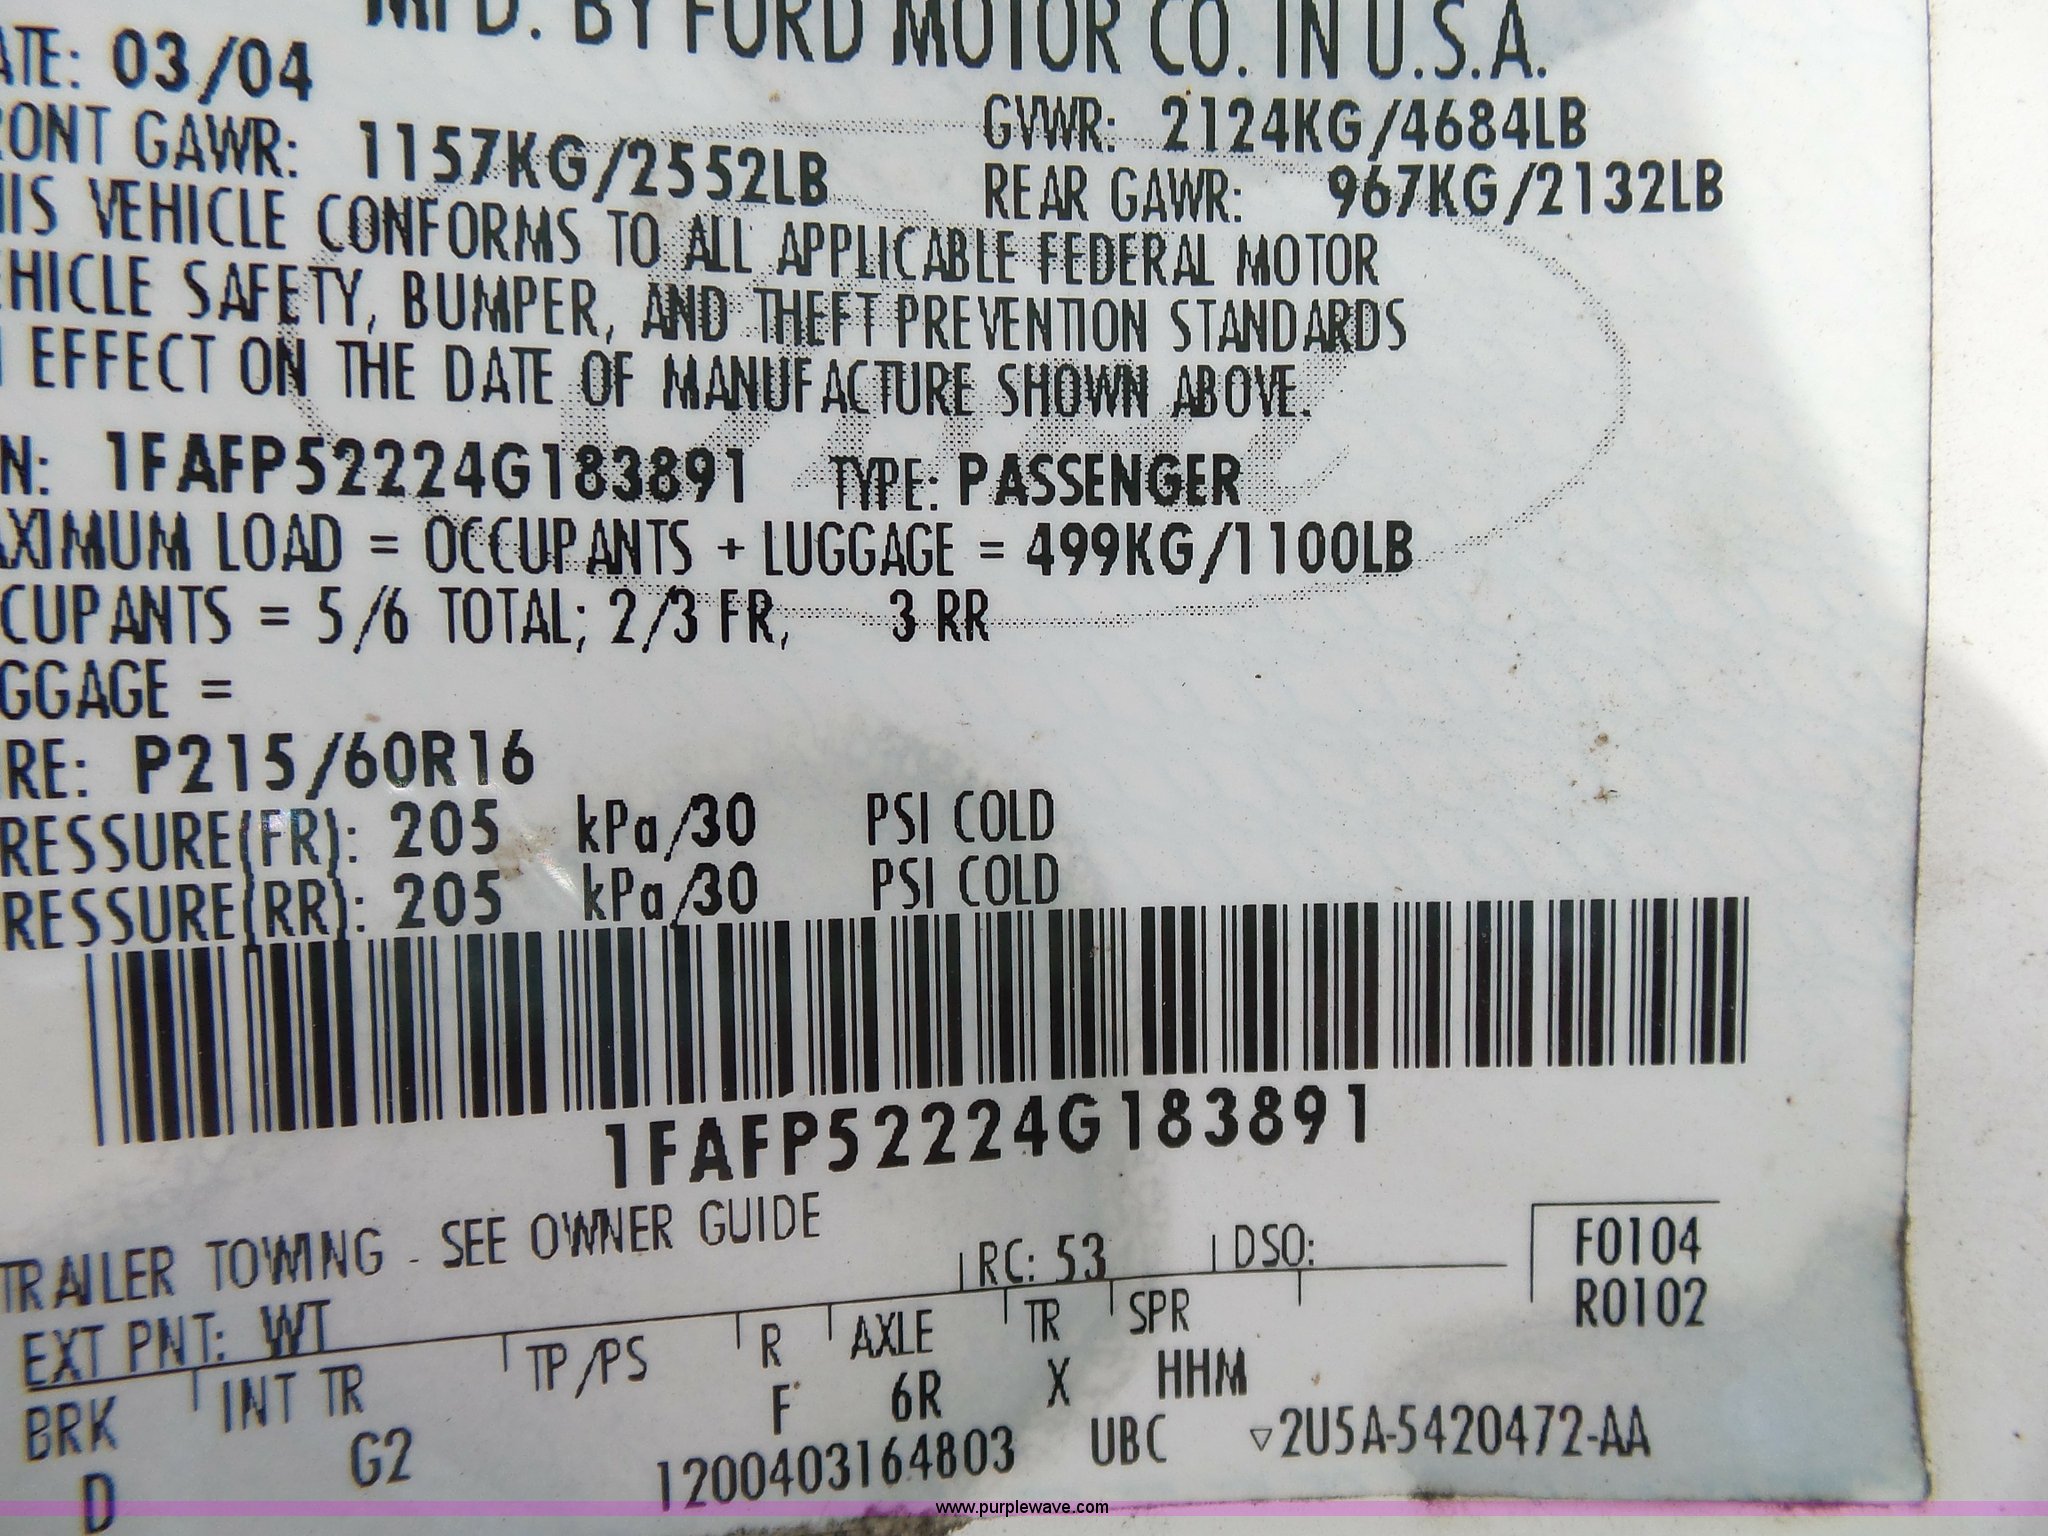 MFD. BY FORD MOTOR CO. IN U.S.A.
ATE: 03/04
RONT GAWR: 1157KG/2552LB
GVWR: 2124KG/4684LB
REAR GAWR: 967KG/2132LB
HIS VEHICLE CONFORMS TO ALL APPLICABLE FEDERAL MOTOR
EHICLE SAFETY, BUMPER, AND THEFT PREVENTION STANDARDS
N EFFECT ON THE DATE OF MANUFACTURE SHOWN ABOVE.
N: 1FAFP52224G183891 TYPE: PASSENGER
AXIMUM LOAD = OCCUPANTS + LUGGAGE = 499KG/1100LB
CUPANTS = 5/6 TOTAL; 2/3 FR, 3 RR
GGAGE =
RE: P215/60R16
RESSURE(FR): 205 kPa/30 PSI COLD
RESSURE(RR): 205 kPa/30 PSI COLD
1FAFP52224G183891
TRAILER TOWING - SEE OWNER GUIDE
RC: 53 DSO:
F0104
R0102
EXT PNT: WT
BRK INT TR TP/PS R AXLE TR SPR
D G2 F 6R X HHM
1200403164803 UBC ▿2U5A-5420472-AA
www.purplewave.com